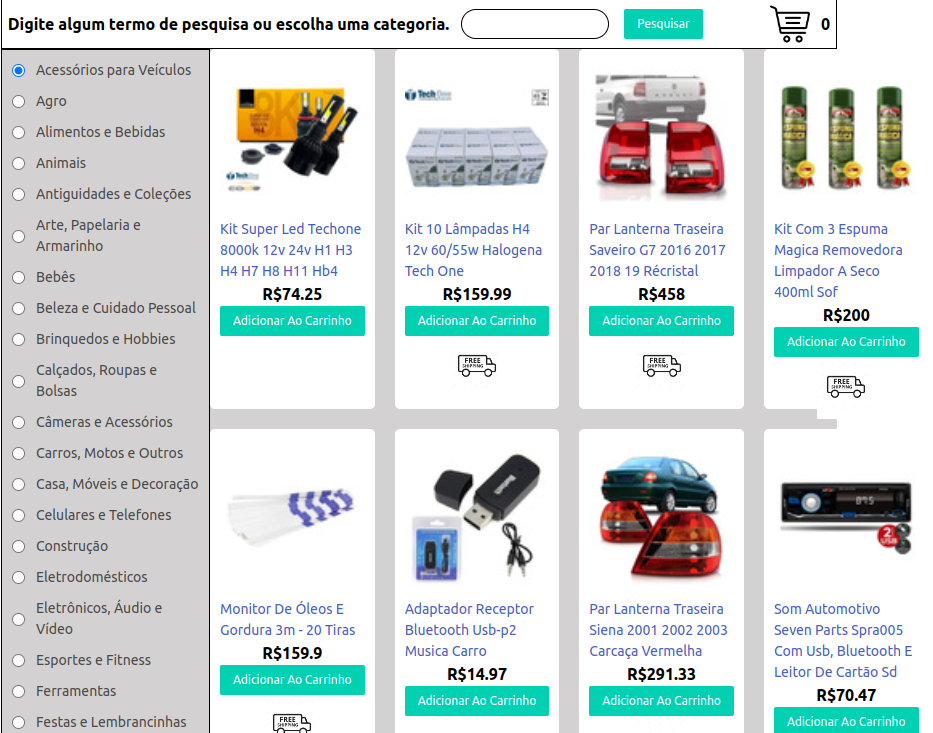 Digite algum termo de pesquisa ou escolha uma categoria.
Pesquisar
0
Acessórios para Veículos
Agro
Alimentos e Bebidas
Animais
Antiguidades e Coleções
Arte, Papelaria e
Armarinho
Bebês
Beleza e Cuidado Pessoal
Brinquedos e Hobbies
Calçados, Roupas e
Bolsas
Câmeras e Acessórios
Carros, Motos e Outros
Casa, Móveis e Decoração
Celulares e Telefones
Construção
Eletrodomésticos
Eletrônicos, Áudio e
Vídeo
Esportes e Fitness
Ferramentas
Festas e Lembrancinhas
H4
TechOne
Kit Super Led Techone
8000k 12v 24v H1 H3
H4 H7 H8 H11 Hb4
R$74.25
Adicionar Ao Carrinho
Tech One
Kit 10 Lâmpadas H4
12v 60/55w Halogena
Tech One
R$159.99
Adicionar Ao Carrinho
FREE
SHIPPING
Par Lanterna Traseira
Saveiro G7 2016 2017
2018 19 Récristal
R$458
Adicionar Ao Carrinho
FREE
SHIPPING
Kit Com 3 Espuma
Magica Removedora
Limpador A Seco
400ml Sof
R$200
Adicionar Ao Carrinho
FREE
SHIPPING
Monitor De Óleos E
Gordura 3m - 20 Tiras
R$159.9
Adicionar Ao Carrinho
FREE
SHIPPING
Bluetooth
Adaptador Receptor
Bluetooth Usb-p2
Musica Carro
R$14.97
Adicionar Ao Carrinho
Par Lanterna Traseira
Siena 2001 2002 2003
Carcaça Vermelha
R$291.33
Adicionar Ao Carrinho
87.5
2
USB
Som Automotivo
Seven Parts Spra005
Com Usb, Bluetooth E
Leitor De Cartão Sd
R$70.47
Adicionar Ao Carrinho